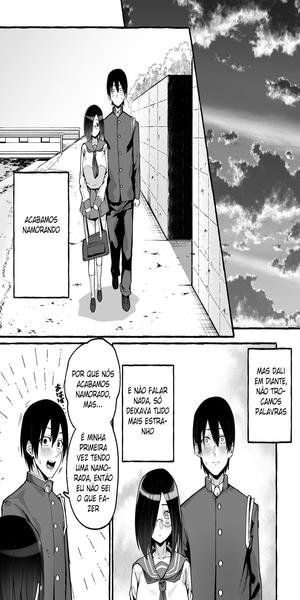 ACABAMOS
NAMORANDO
MAS DALI
EM DIANTE,
NÃO TRO-
CAMOS
PALAVRAS
E NÃO FALAR
NADA, SÓ
DEIXAVA TUDO
MAIS ESTRA-
NHO
POR QUE NÓS
ACABAMOS
NAMORADO,
MAS...
É MINHA
PRIMEIRA
VEZ TENDO
UMA NAMO-
RADA, ENTÃO
EU NÃO SEI
O QUE FA-
ZER